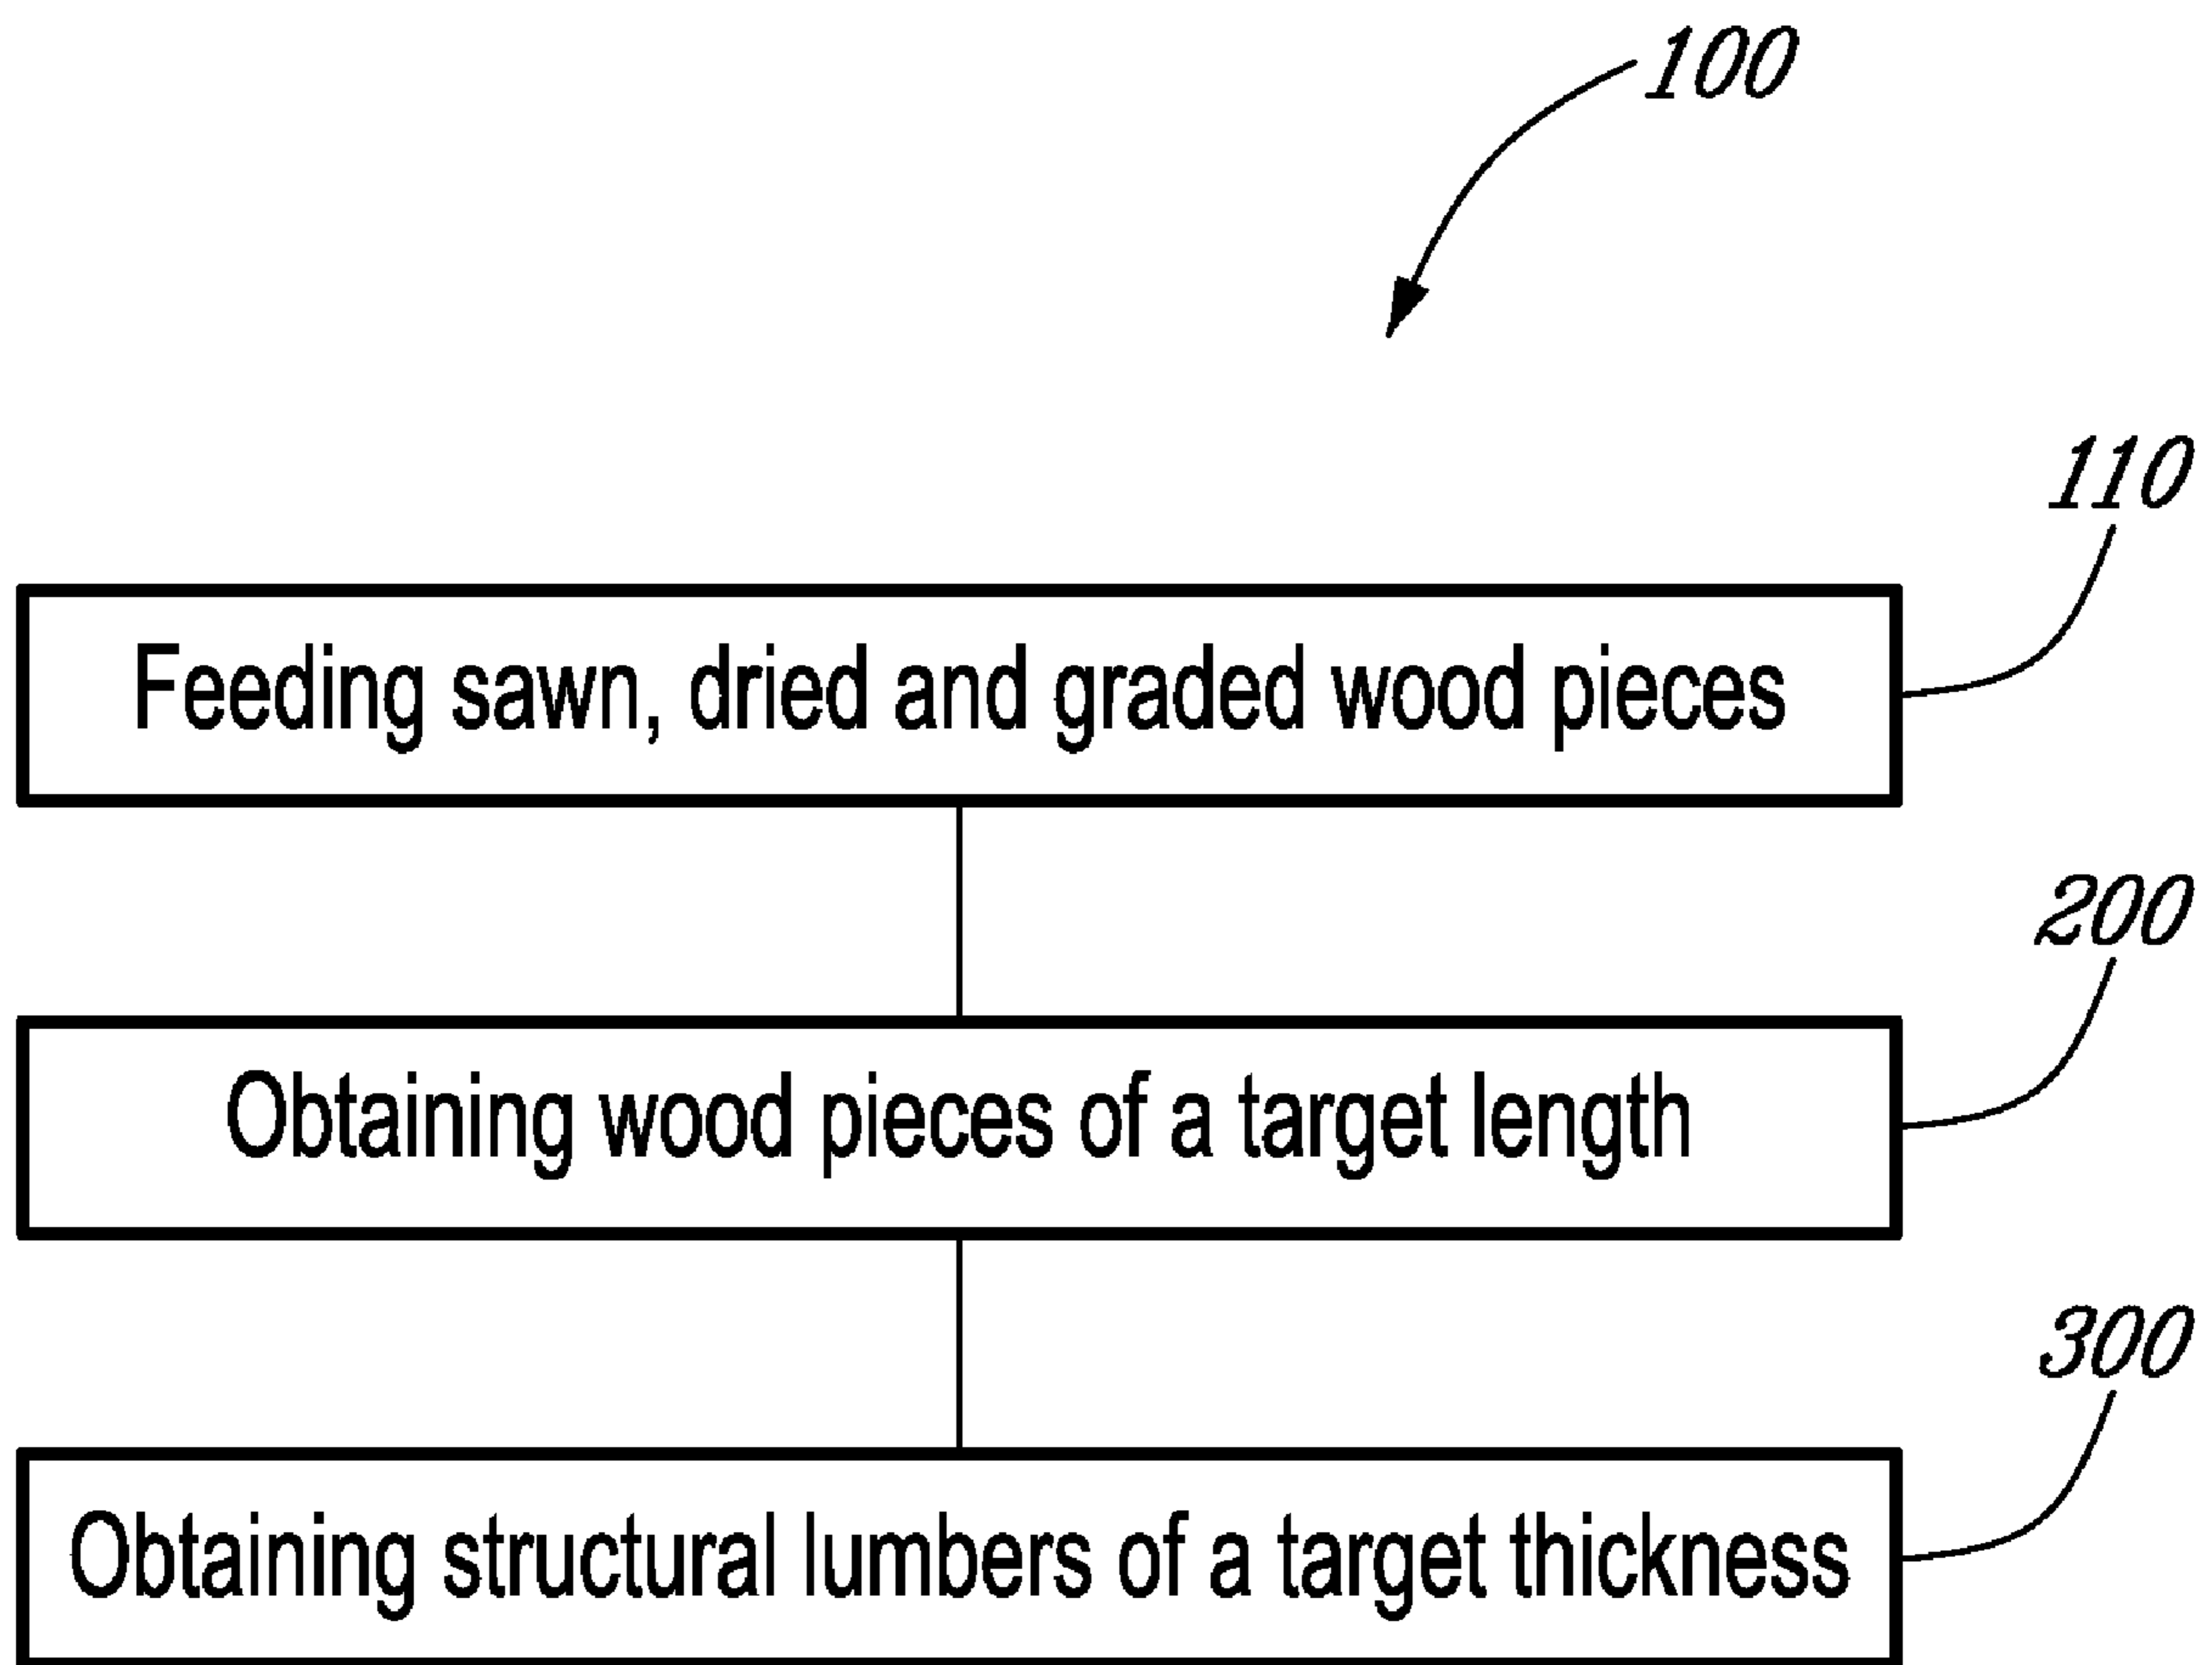 100
110
Feeding sawn, dried and graded wood pieces
200
Obtaining wood pieces of a target length
300
Obtaining structural lumbers of a target thickness